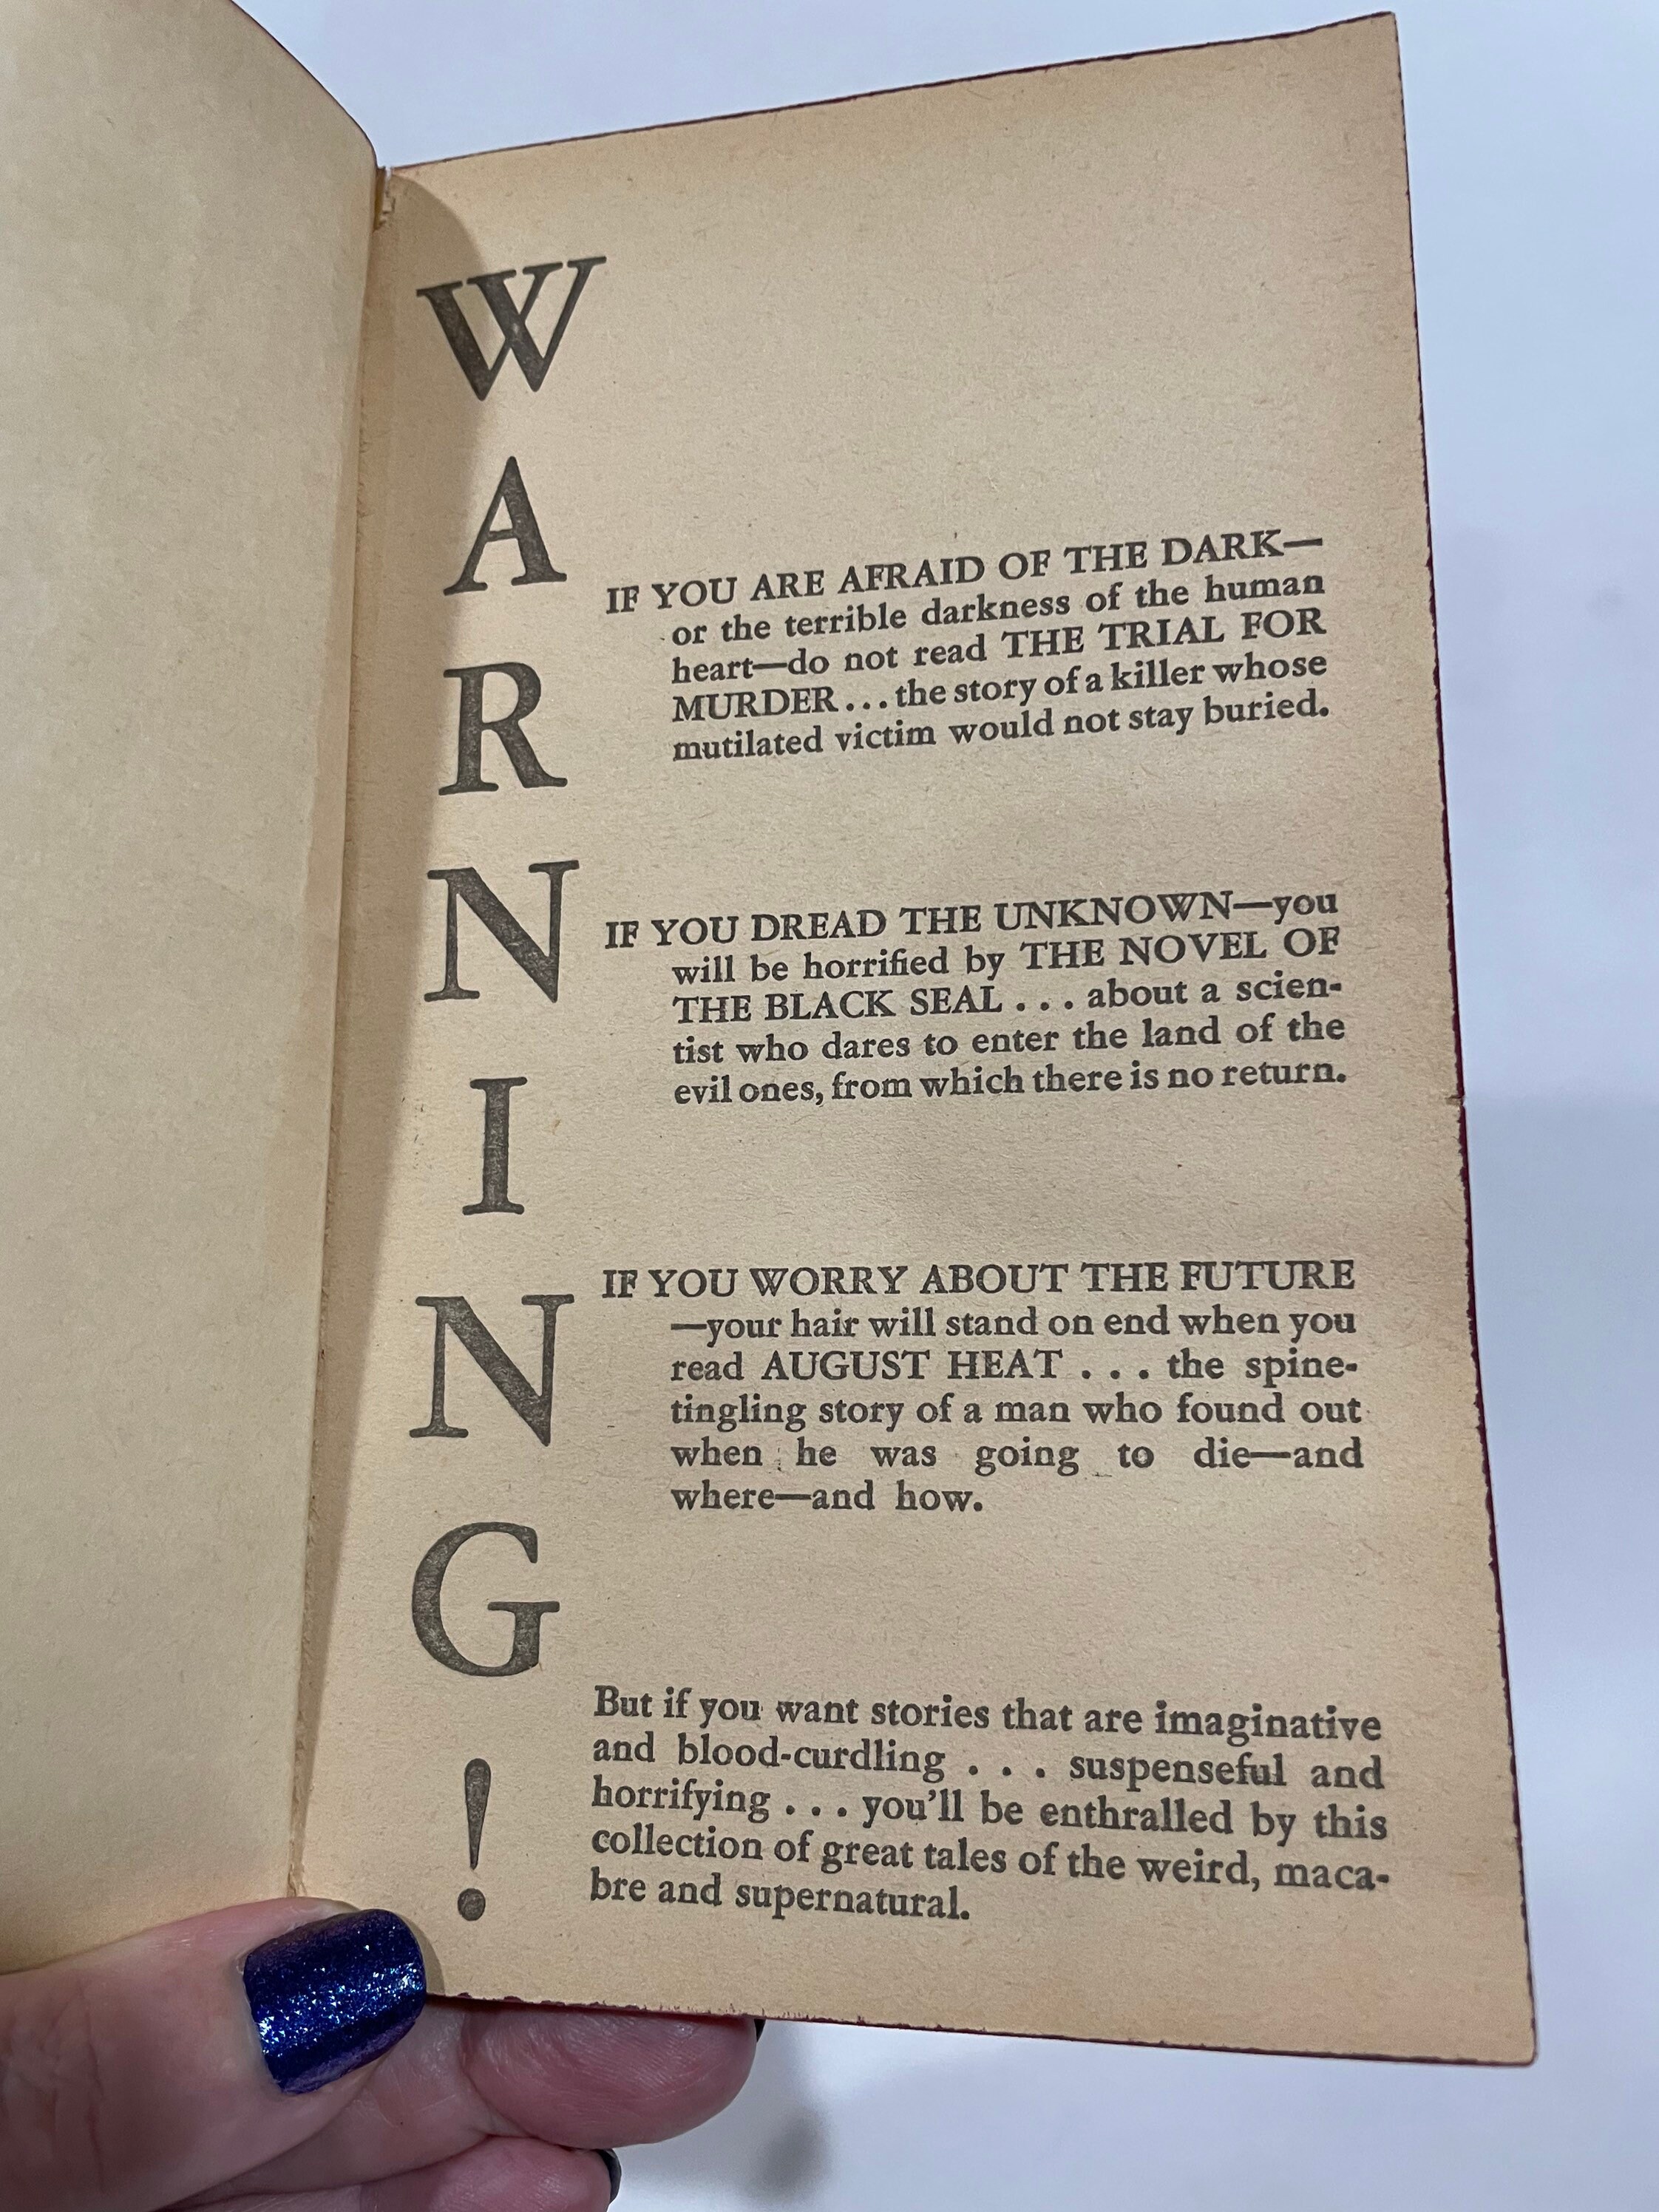 WARNING!
IF YOU ARE AFRAID OF THE DARK—
or the terrible darkness of the human
heart—do not read THE TRIAL FOR
MURDER . . . the story of a killer whose
mutilated victim would not stay buried.
IF YOU DREAD THE UNKNOWN—you
will be horrified by THE NOVEL OF
THE BLACK SEAL . . . about a scien-
tist who dares to enter the land of the
evil ones, from which there is no return.
IF YOU WORRY ABOUT THE FUTURE
—your hair will stand on end when you
read AUGUST HEAT . . . the spine-
tingling story of a man who found out
when he was going to die—and
where—and how.
But if you want stories that are imaginative
and blood-curdling . . . suspenseful and
horrifying . . . you'll be enthralled by this
collection of great tales of the weird, maca-
bre and supernatural.